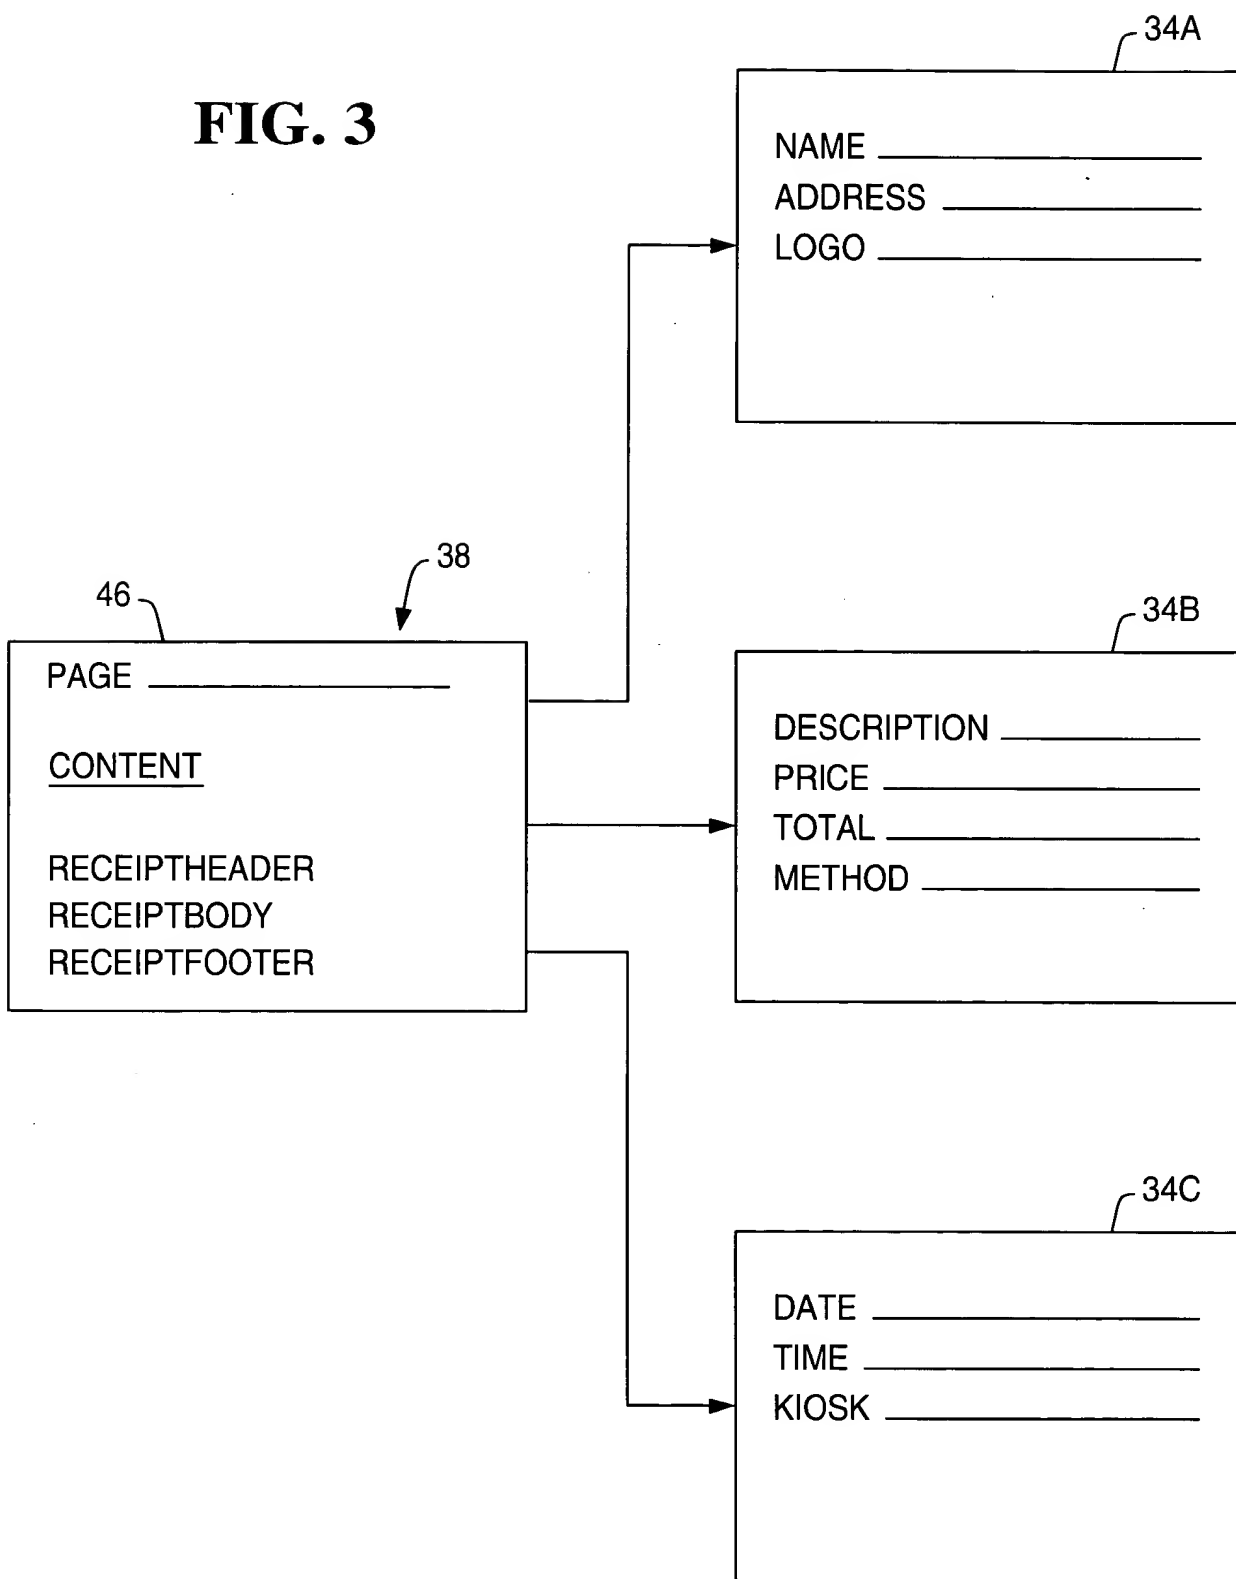 FIG. 3
34A
NAME
ADDRESS
LOGO
38
46
PAGE
CONTENT
RECEIPTHEADER
RECEIPTBODY
RECEIPTFOOTER
34B
DESCRIPTION
PRICE
TOTAL
METHOD
34C
DATE
TIME
KIOSK